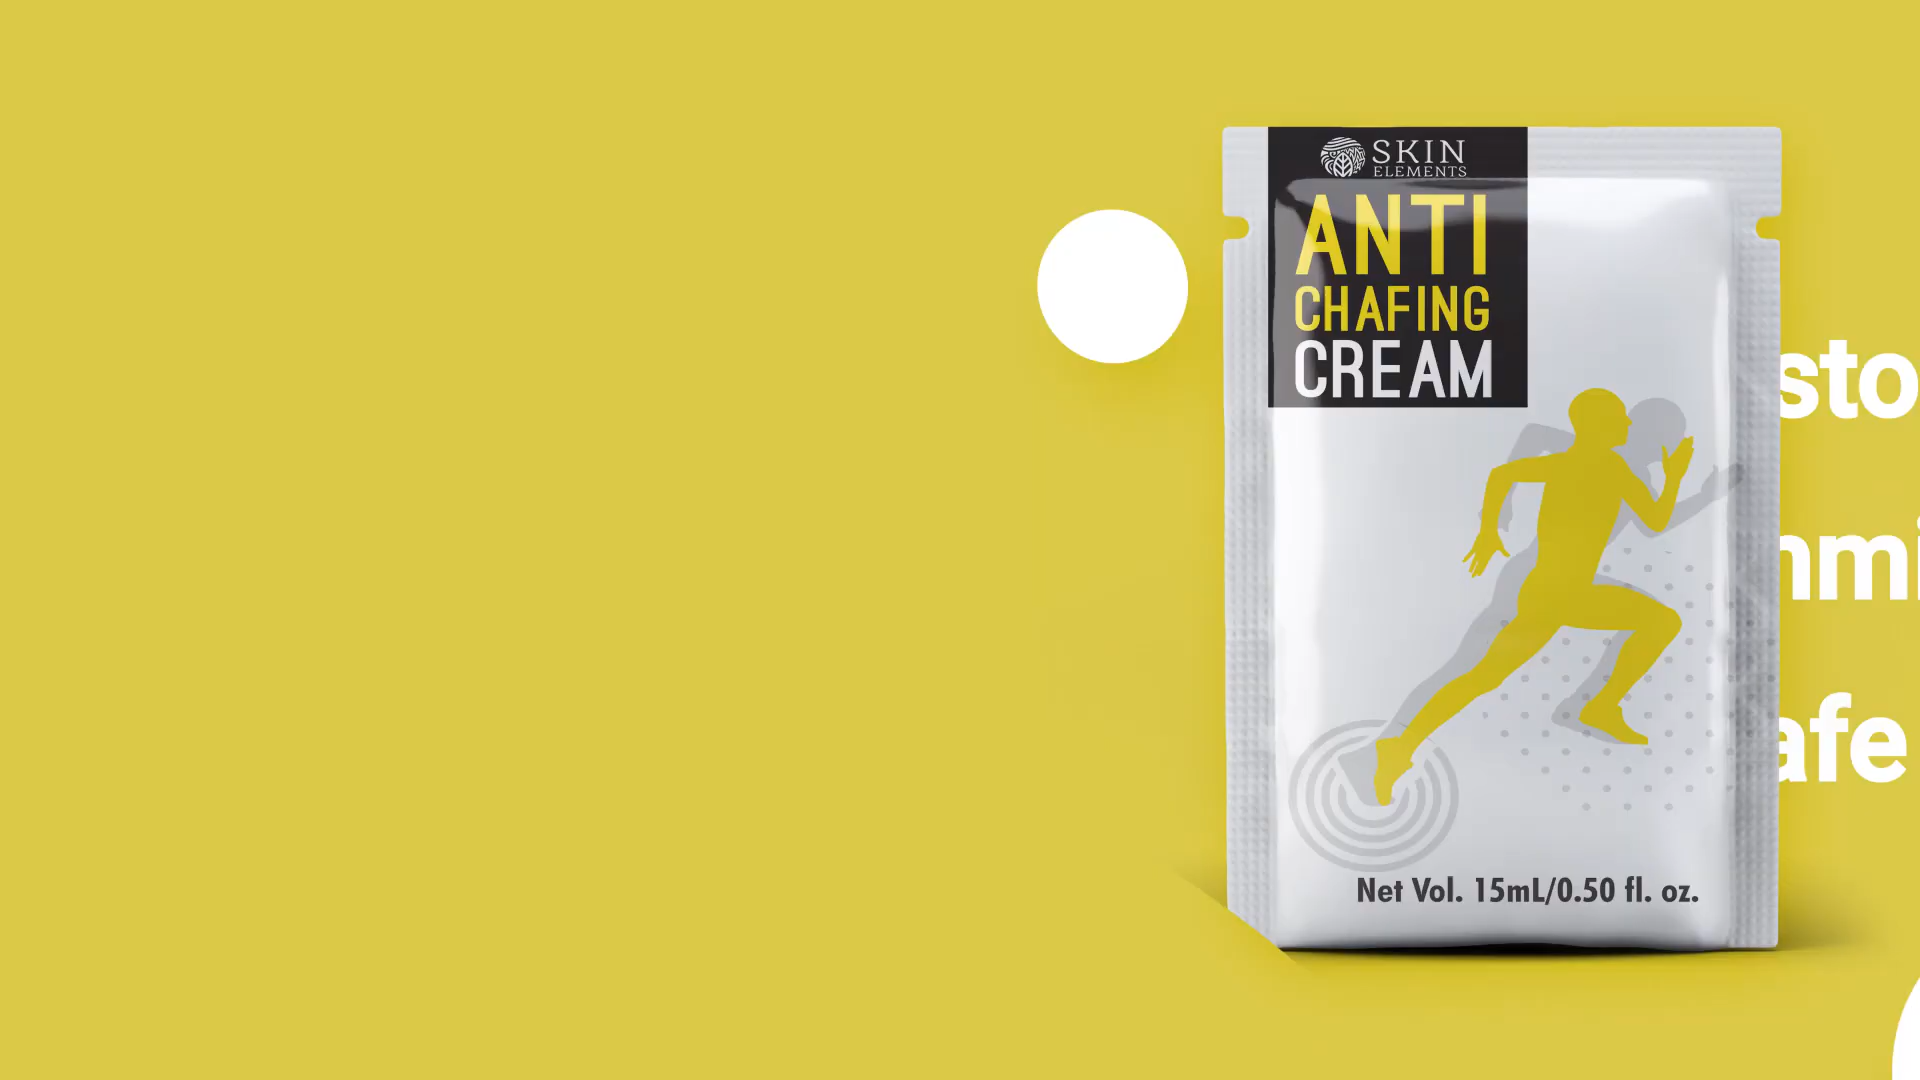 SKIN
ELEMENTS
ANTI
CHAFING
CREAM
Net Vol. 15mL/0.50 fl. oz.